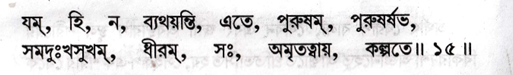 যম্, হি, ন, ব্যথয়ন্তি, এতে, পুরুষম্, পুরুষর্ষভ,
সমদুঃখসুখম্, ধীরম্, সঃ, অমৃতত্বায়, কল্পতে॥ ১৫ ॥